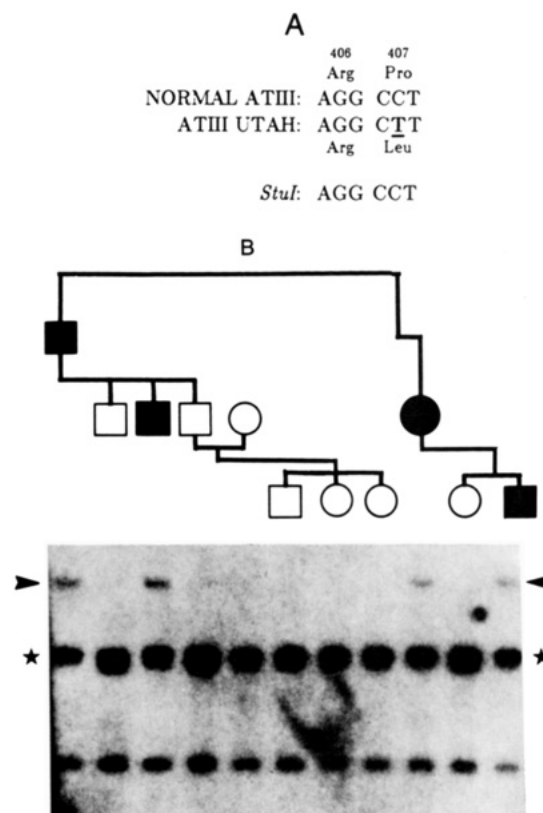 A
406 407
Arg Pro
NORMAL ATIII: AGG CCT
ATIII UTAH: AGG CTT
Arg Leu
StuI: AGG CCT
B